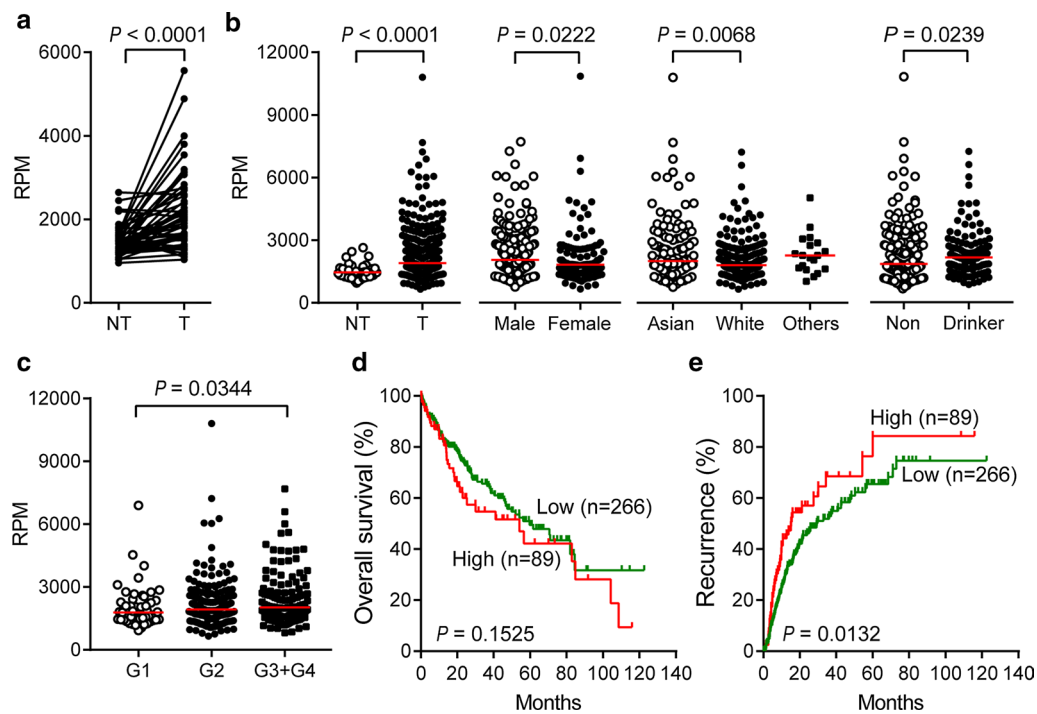 a
P < 0.0001
6000
4000
2000
0
RPM
NT T
b
P < 0.0001 P = 0.0222 P = 0.0068 P = 0.0239
12000
9000
6000
3000
0
RPM
NT T Male Female Asian White Others Non Drinker
c
P = 0.0344
12000
9000
6000
3000
0
RPM
G1 G2 G3+G4
d
100
80
60
40
20
0
Overall survival (%)
Low (n=266)
High (n=89)
P = 0.1525
0 20 40 60 80 100 120 140
Months
e
100
80
60
40
20
0
Recurrence (%)
High (n=89)
Low (n=266)
P = 0.0132
0 20 40 60 80 100 120 140
Months